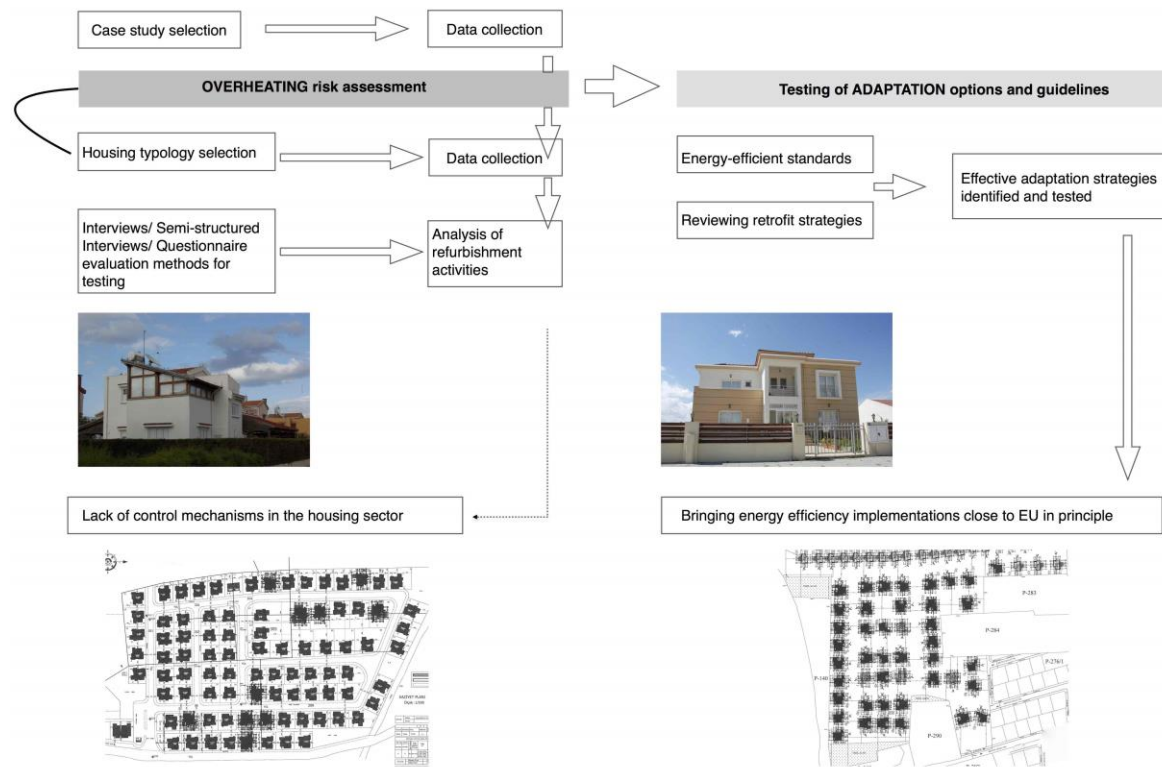 Case study selection
Data collection
OVERHEATING risk assessment
Testing of ADAPTATION options and guidelines
Housing typology selection
Data collection
Energy-efficient standards
Effective adaptation strategies
identified and tested
Reviewing retrofit strategies
Interviews/ Semi-structured
Interviews/ Questionnaire
evaluation methods for
testing
Analysis of
refurbishment
activities
Lack of control mechanisms in the housing sector
Bringing energy efficiency implementations close to EU in principle
P-283
P-284
P-276/1
P-140
P-290